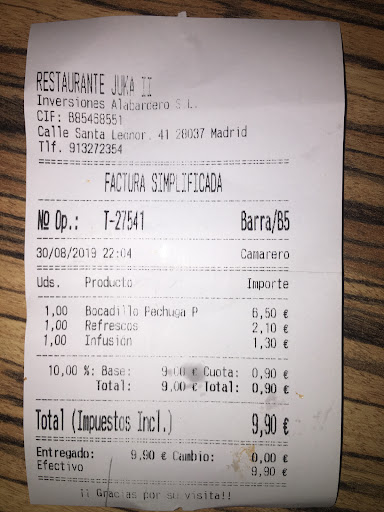 RESTAURANTE JUKA II
Inversiones Alabardero S.L.
CIF: B85468551
Calle Santa Leonor. 41 28037 Madrid
Tlf. 913272354
FACTURA SIMPLIFICADA
Nº Op.: T-27541 Barra/B5
30/08/2019 22:04 Camarero
Uds. Producto Importe
1,00 Bocadillo Pechuga P 6,50 €
1,00 Refrescos 2,10 €
1,00 Infusión 1,30 €
10,00 %: Base: 9,00 € Cuota: 0,90 €
Total: 9,00 € Total: 0,90 €
Total (Impuestos Incl.) 9,90 €
Entregado: 9,90 € Cambio: 0,00 €
Efectivo 9,90 €
¡¡ Gracias por su visita!!